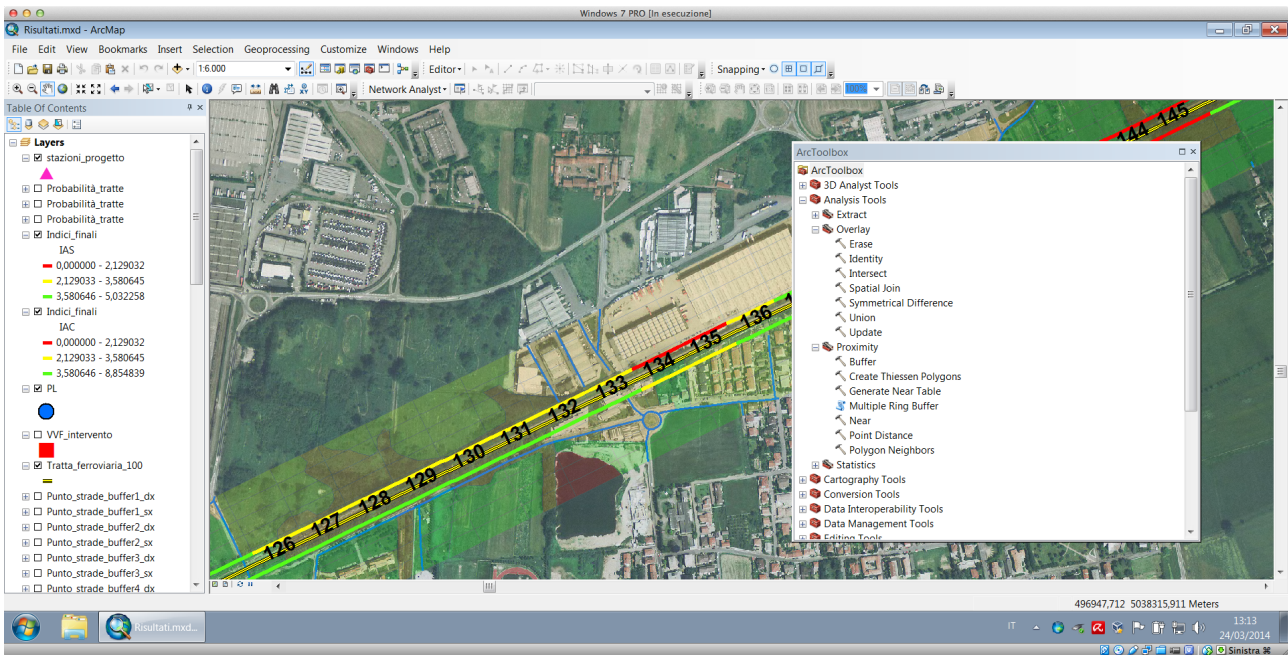 Windows 7 PRO [In esecuzione]
Risultati.mxd - ArcMap
File Edit View Bookmarks Insert Selection Geoprocessing Customize Windows Help
1:6.000
Editor
Snapping
Network Analyst
100%
Table Of Contents
Layers
stazioni_progetto
Probabilità_tratte
Probabilità_tratte
Probabilità_tratte
Indici_finali
IAS
0,000000 - 2,129032
2,129033 - 3,580645
3,580646 - 5,032258
Indici_finali
IAC
0,000000 - 2,129032
2,129033 - 3,580645
3,580646 - 8,854839
PL
VVF_intervento
Tratta_ferroviaria_100
Punto_strade_buffer1_dx
Punto_strade_buffer1_sx
Punto_strade_buffer2_dx
Punto_strade_buffer2_sx
Punto_strade_buffer3_dx
Punto_strade_buffer3_sx
Punto_strade_buffer4_dx
126 127 128 129 130 131 132 133 134 135 136
144 145
ArcToolbox
ArcToolbox
3D Analyst Tools
Analysis Tools
Extract
Overlay
Erase
Identity
Intersect
Spatial Join
Symmetrical Difference
Union
Update
Proximity
Buffer
Create Thiessen Polygons
Generate Near Table
Multiple Ring Buffer
Near
Point Distance
Polygon Neighbors
Statistics
Cartography Tools
Conversion Tools
Data Interoperability Tools
Data Management Tools
Editing Tools
496947,712 5038315,911 Meters
Risultati.mxd...
IT
13:13
24/03/2014
Sinistra ⌘